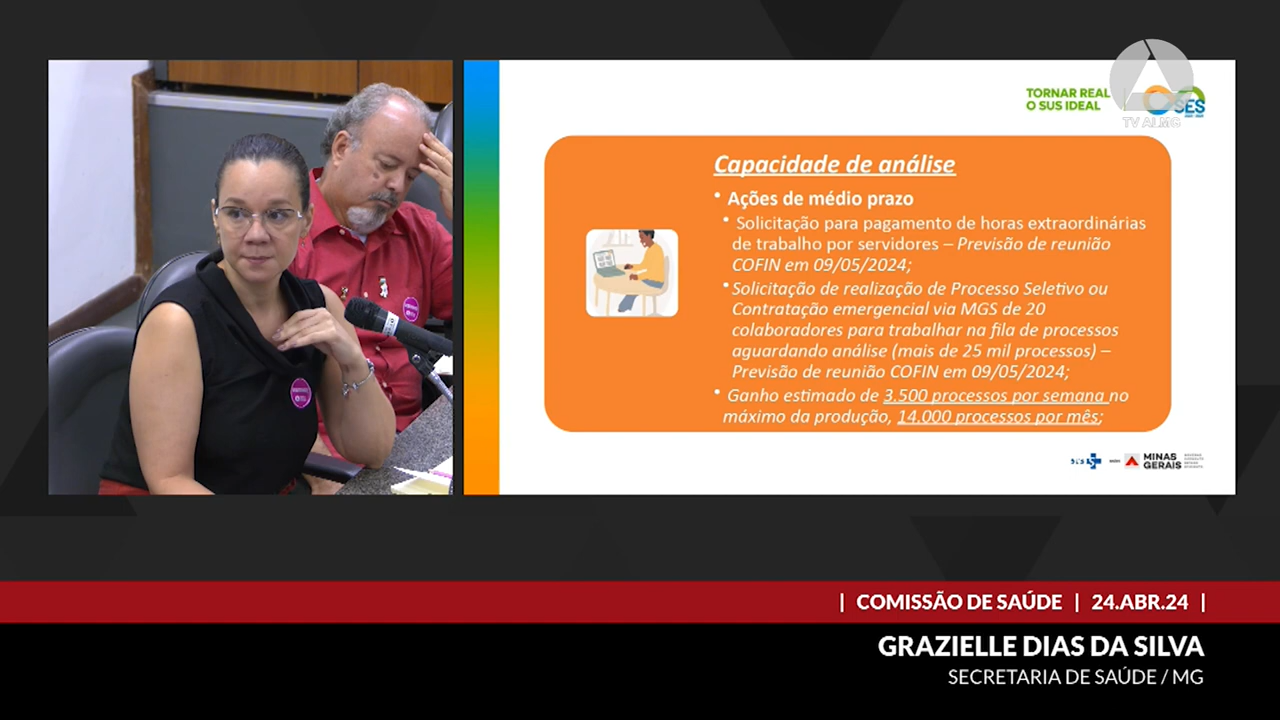 TORNAR REAL
O SUS IDEAL
SES
TV ALMG
Capacidade de análise
• Ações de médio prazo
• Solicitação para pagamento de horas extraordinárias
de trabalho por servidores – Previsão de reunião
COFIN em 09/05/2024;
• Solicitação de realização de Processo Seletivo ou
Contratação emergencial via MGS de 20
colaboradores para trabalhar na fila de processos
aguardando análise (mais de 25 mil processos) –
Previsão de reunião COFIN em 09/05/2024;
• Ganho estimado de 3.500 processos por semana no
máximo da produção, 14.000 processos por mês;
SUS
MINAS
GERAIS
| COMISSÃO DE SAÚDE | 24.ABR.24 |
GRAZIELLE DIAS DA SILVA
SECRETARIA DE SAÚDE / MG